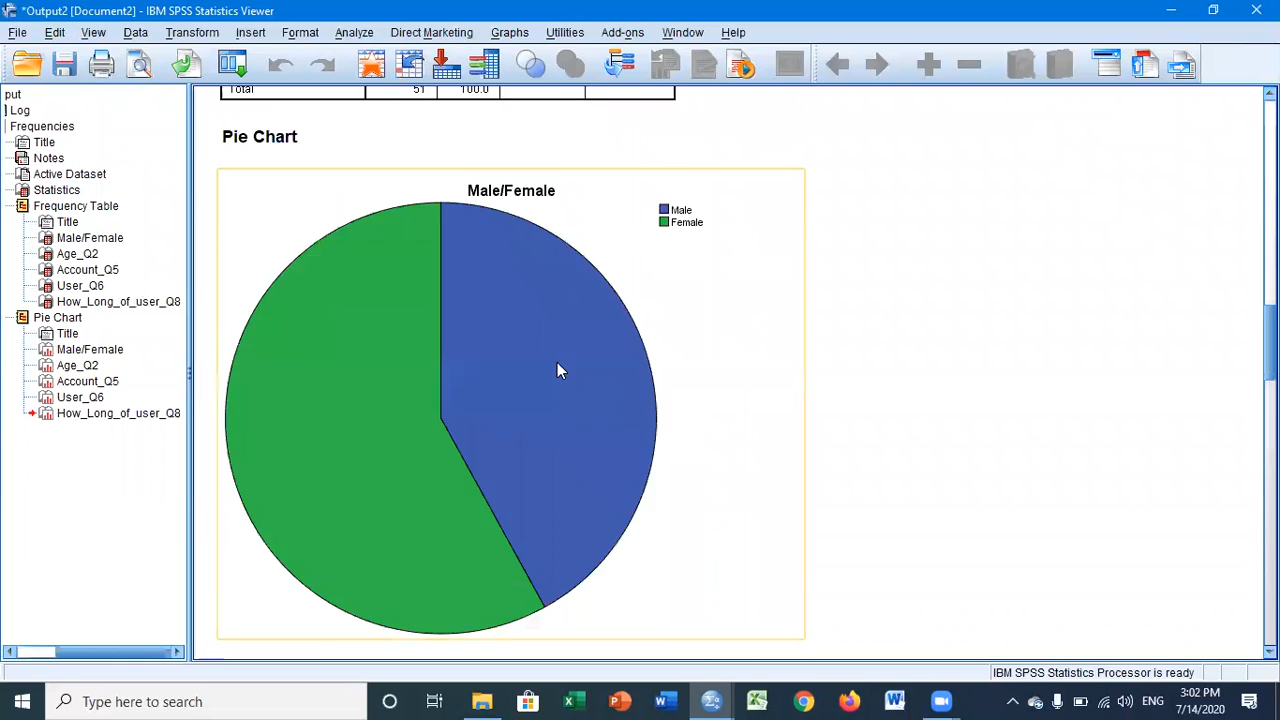 *Output2 [Document2] - IBM SPSS Statistics Viewer
File Edit View Data Transform Insert Format Analyze Direct Marketing Graphs Utilities Add-ons Window Help
put
Log
Frequencies
Title
Notes
Active Dataset
Statistics
Frequency Table
Title
Male/Female
Age_Q2
Account_Q5
User_Q6
How_Long_of_user_Q8
Pie Chart
Title
Male/Female
Age_Q2
Account_Q5
User_Q6
How_Long_of_user_Q8
Total 51 100.0
Pie Chart
Male/Female
Male
Female
IBM SPSS Statistics Processor is ready
Type here to search
ENG
3:02 PM
7/14/2020